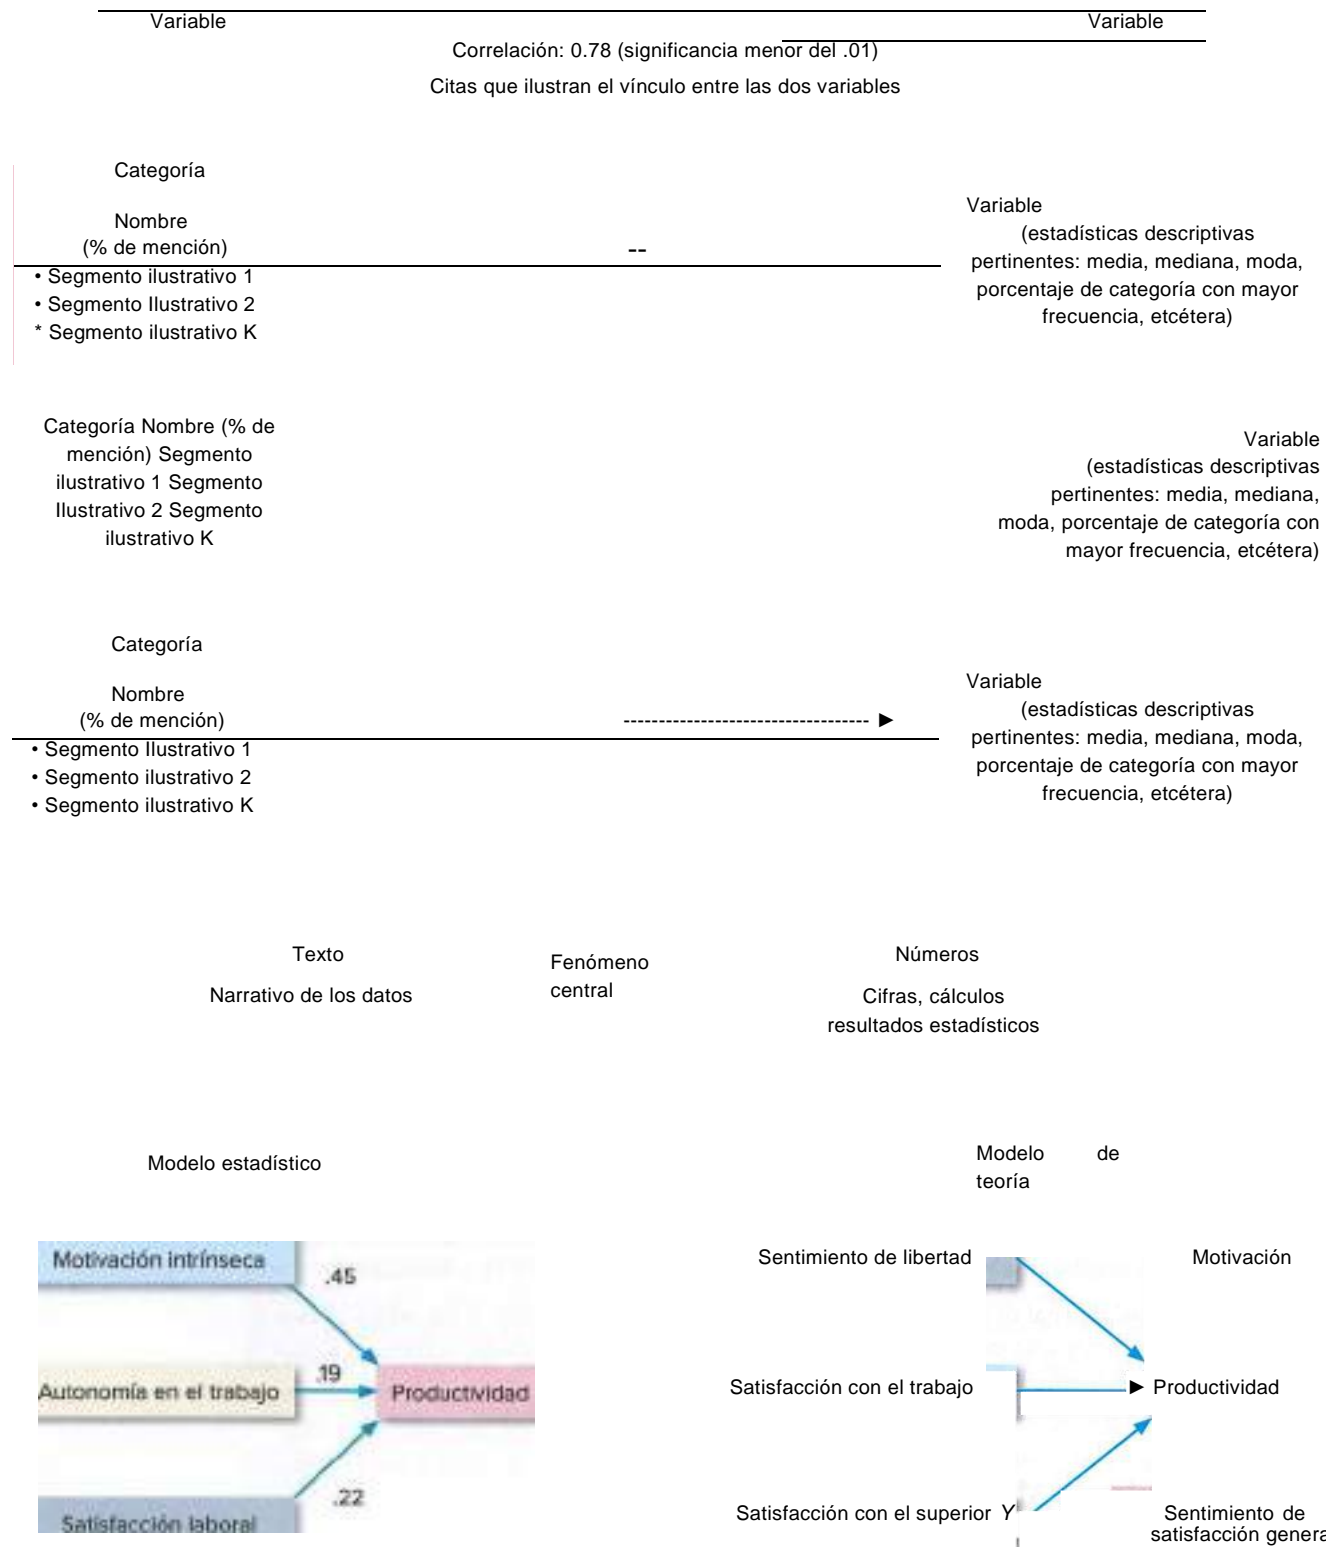 Variable Variable
Correlación: 0.78 (significancia menor del .01)
Citas que ilustran el vínculo entre las dos variables
Categoría
Nombre
(% de mención)
• Segmento ilustrativo 1
• Segmento Ilustrativo 2
* Segmento ilustrativo K
--
Variable
(estadísticas descriptivas
pertinentes: media, mediana, moda,
porcentaje de categoría con mayor
frecuencia, etcétera)
Categoría Nombre (% de
mención) Segmento
ilustrativo 1 Segmento
Ilustrativo 2 Segmento
ilustrativo K
Variable
(estadísticas descriptivas
pertinentes: media, mediana,
moda, porcentaje de categoría con
mayor frecuencia, etcétera)
Categoría
Nombre
(% de mención)
• Segmento Ilustrativo 1
• Segmento ilustrativo 2
• Segmento ilustrativo K
----------------------------------- ►
Variable
(estadísticas descriptivas
pertinentes: media, mediana, moda,
porcentaje de categoría con mayor
frecuencia, etcétera)
Texto
Narrativo de los datos
Fenómeno
central
Números
Cifras, cálculos
resultados estadísticos
Modelo estadístico
Modelo de
teoría
Motivación intrínseca
.45
Autonomía en el trabajo
.19
Productividad
.22
Satisfacción laboral
Sentimiento de libertad
Motivación
Satisfacción con el trabajo
► Productividad
Satisfacción con el superior Y
Sentimiento de
satisfacción genera